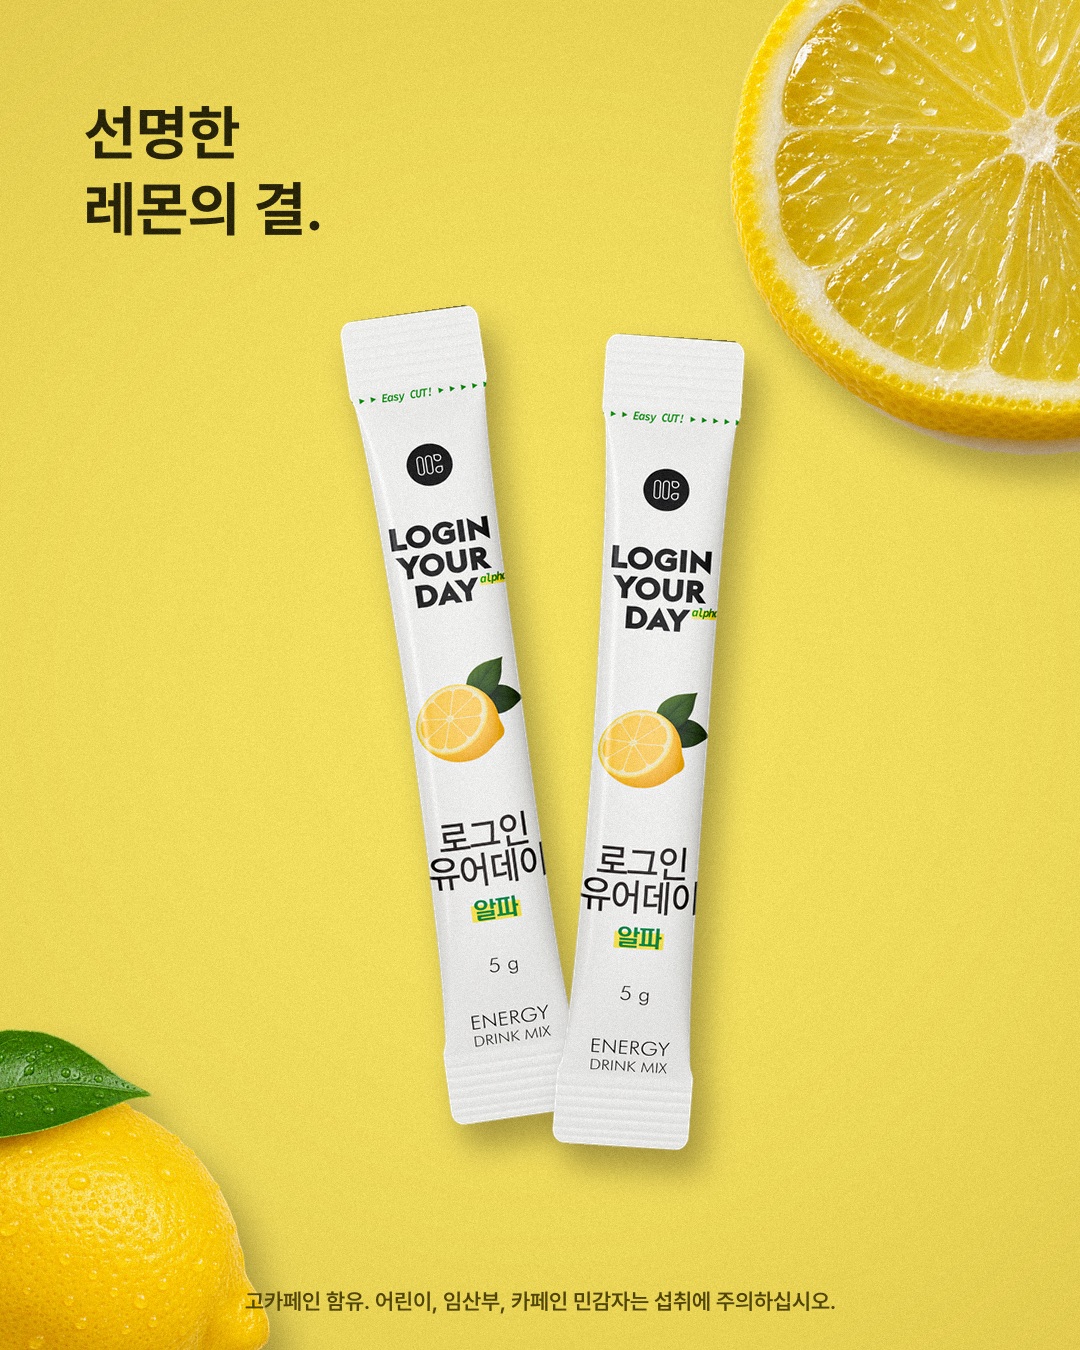 선명한
레몬의 결.
▸ ▸ Easy CUT! ▸ ▸ ▸ ▸ ▸
LOGIN
YOUR
DAY
로그인
유어데이
알파
5 g
ENERGY
DRINK MIX
▸ ▸ Easy CUT! ▸ ▸ ▸ ▸ ▸
LOGIN
YOUR
DAY
로그인
유어데이
알파
5 g
ENERGY
DRINK MIX
고카페인 함유. 어린이, 임산부, 카페인 민감자는 섭취에 주의하십시오.